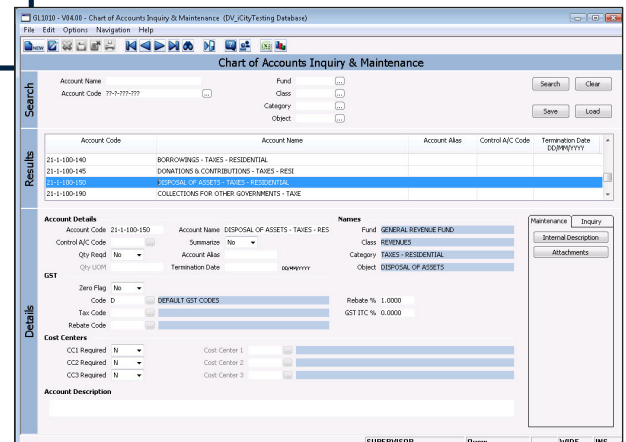 GL1010 - V04.00 - Chart of Accounts Inquiry & Maintenance (DV_iCityTesting Database)
File Edit Options Navigation Help
NEW
Chart of Accounts Inquiry & Maintenance
Search
Account Name Fund ... Search Clear
Account Code ??-?-???-??? ... Class ...
Category ... Save Load
Object ...
Results
Account Code Account Name Account Alias Control A/C Code Termination Date
DD/MM/YYYY
21-1-100-140 BORROWINGS - TAXES - RESIDENTIAL
21-1-100-145 DONATIONS & CONTRIBUTIONS - TAXES - RESI
21-1-100-150 DISPOSAL OF ASSETS - TAXES - RESIDENTIAL
21-1-100-190 COLLECTIONS FOR OTHER GOVERNMENTS - TAXE
Details
Account Details Names Maintenance Inquiry
Account Code 21-1-100-150 Account Name DISPOSAL OF ASSETS - TAXES - RES Fund GENERAL REVENUE FUND Internal Description
Control A/C Code ... Summarize No Class REVENUES Attachments
Qty Reqd No Account Alias Category TAXES - RESIDENTIAL
Qty UOM Termination Date DD/MM/YYYY Object DISPOSAL OF ASSETS
GST
Zero Flag No
Code D ... DEFAULT GST CODES Rebate % 1.0000
Tax Code ... GST ITC % 0.0000
Rebate Code ...
Cost Centers
CC1 Required N Cost Center 1 ...
CC2 Required N Cost Center 2 ...
CC3 Required N Cost Center 3 ...
Account Description
SUPERVISOR Query WIDE INS